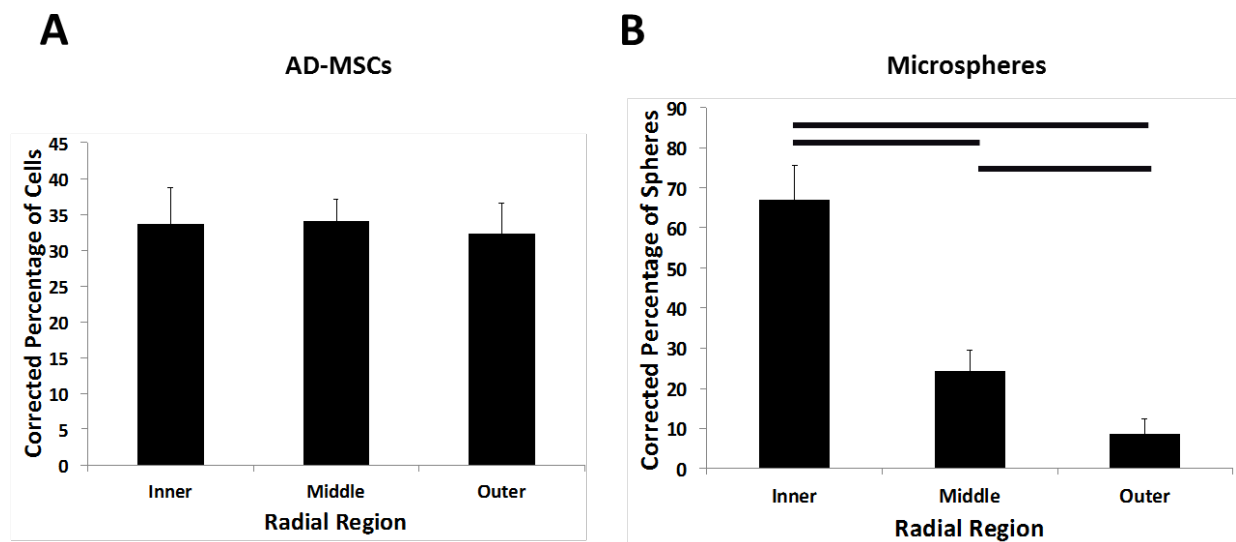 A
AD-MSCs
Corrected Percentage of Cells
45
40
35
30
25
20
15
10
5
0
Inner Middle Outer
Radial Region
B
Microspheres
Corrected Percentage of Spheres
90
80
70
60
50
40
30
20
10
0
Inner Middle Outer
Radial Region